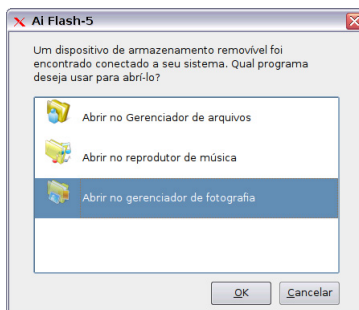 Ai Flash-5
Um dispositivo de armazenamento removível foi
encontrado conectado a seu sistema. Qual programa
deseja usar para abrí-lo?
Abrir no Gerenciador de arquivos
Abrir no reprodutor de música
Abrir no gerenciador de fotografia
OK
Cancelar